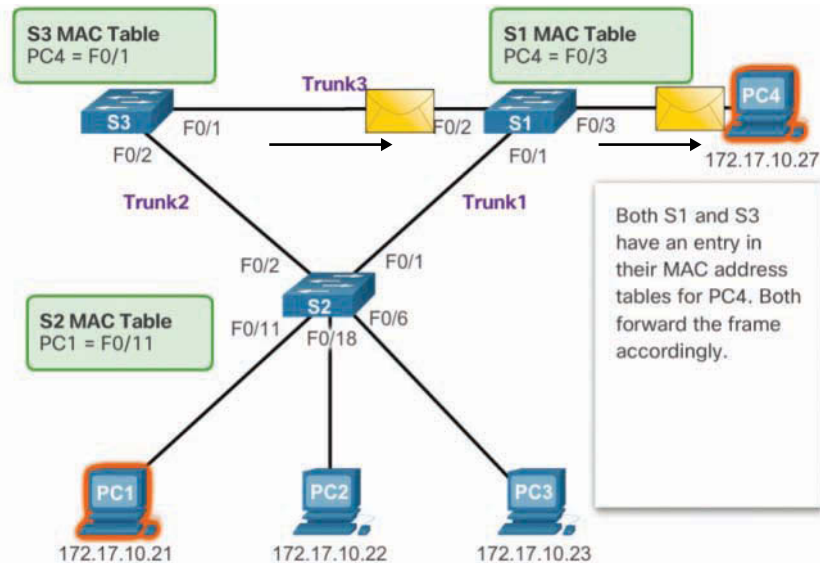 S3 MAC Table
PC4 = F0/1
S1 MAC Table
PC4 = F0/3
Trunk3
S3
F0/1
F0/2
S1
F0/3
PC4
F0/2
F0/1
172.17.10.27
Trunk2
Trunk1
Both S1 and S3
have an entry in
their MAC address
tables for PC4. Both
forward the frame
accordingly.
F0/2
F0/1
S2
S2 MAC Table
PC1 = F0/11
F0/11
F0/18
F0/6
PC1
PC2
PC3
172.17.10.21
172.17.10.22
172.17.10.23